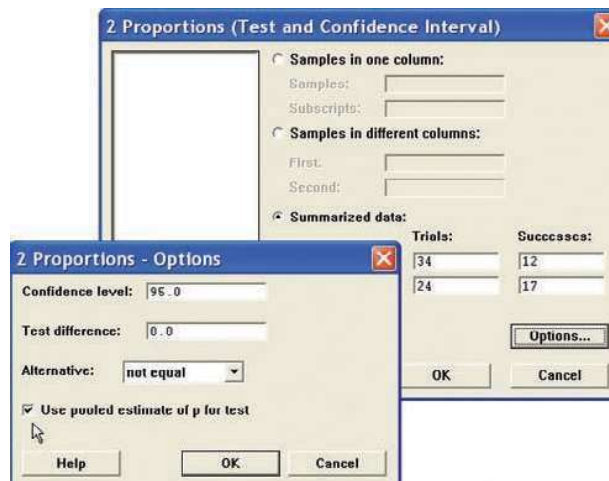 2 Proportions (Test and Confidence Interval)
Samples in one column:
Samples:
Subscripts:
Samples in different columns:
First:
Second:
Summarized data:
Trials: Successes:
34 12
24 17
Options...
OK Cancel
2 Proportions - Options
Confidence level: 95.0
Test difference: 0.0
Alternative: not equal
Use pooled estimate of p for test
Help OK Cancel